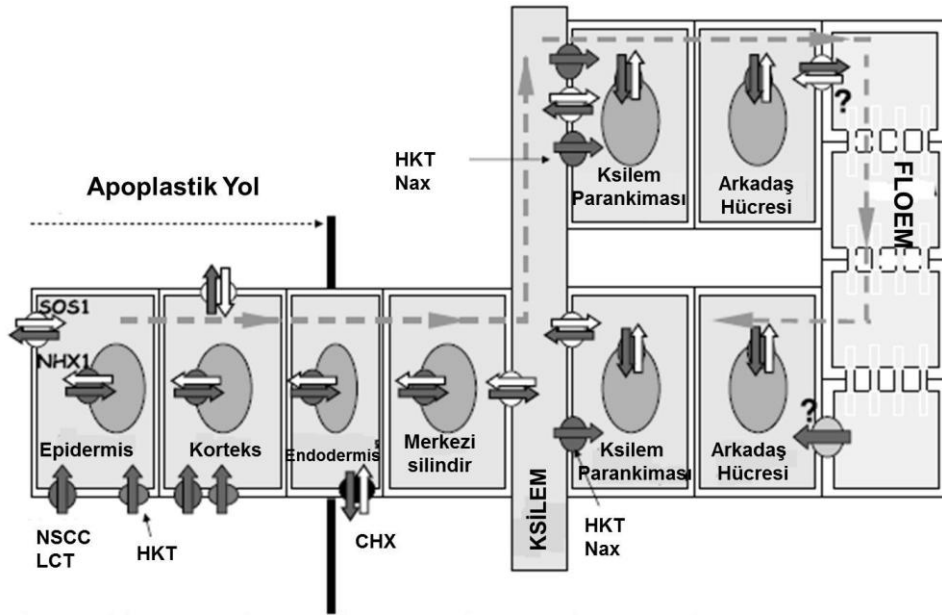 HKT
Nax
Ksilem
Parankiması
Arkadaş
Hücresi
?
FLOEM
Apoplastik Yol
SOS1
NHX1
Epidermis
Korteks
Endodermis
Merkezi
silindir
KSİLEM
Ksilem
Parankiması
Arkadaş
Hücresi
?
NSCC
LCT
HKT
CHX
HKT
Nax